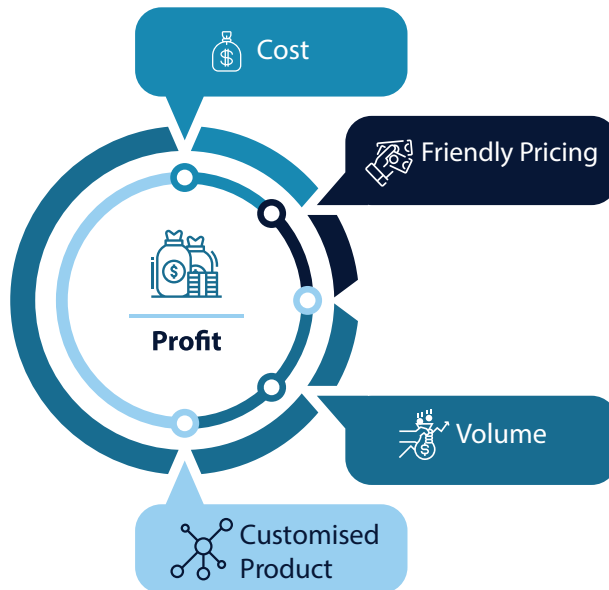 Cost
Friendly Pricing
Profit
Volume
Customised
Product